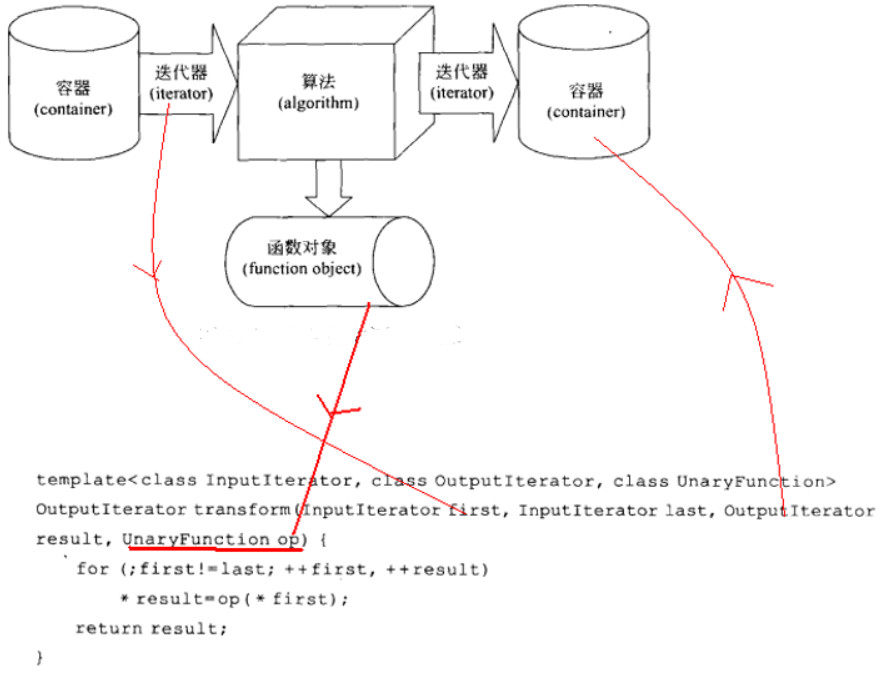 容器
(container)
迭代器
(iterator)
算法
(algorithm)
迭代器
(iterator)
容器
(container)
函数对象
(function object)
template<class InputIterator, class OutputIterator, class UnaryFunction>
OutputIterator transform(InputIterator first, InputIterator last, OutputIterator
result, UnaryFunction op) {
for (;first!=last; ++first, ++result)
* result=op(* first);
return result;
}